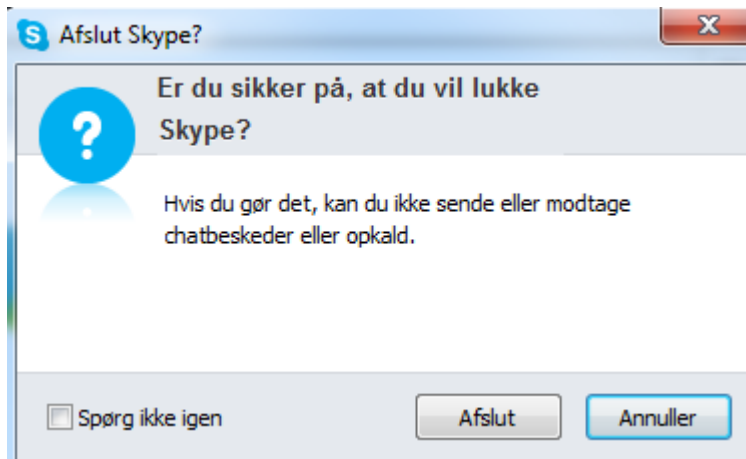 Afslut Skype?
Er du sikker på, at du vil lukke
Skype?
Hvis du gør det, kan du ikke sende eller modtage
chatbeskeder eller opkald.
Spørg ikke igen
Afslut
Annuller